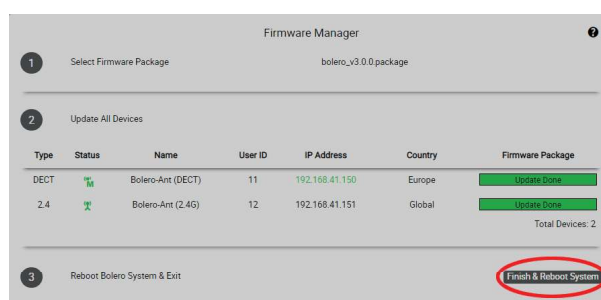 Firmware Manager
?
1 Select Firmware Package bolero_v3.0.0.package
2 Update All Devices
Type Status Name User ID IP Address Country Firmware Package
DECT M Bolero-Ant (DECT) 11 192.168.41.150 Europe Update Done
2.4 Bolero-Ant (2.4G) 12 192.168.41.151 Global Update Done
Total Devices: 2
3 Reboot Bolero System & Exit Finish & Reboot System